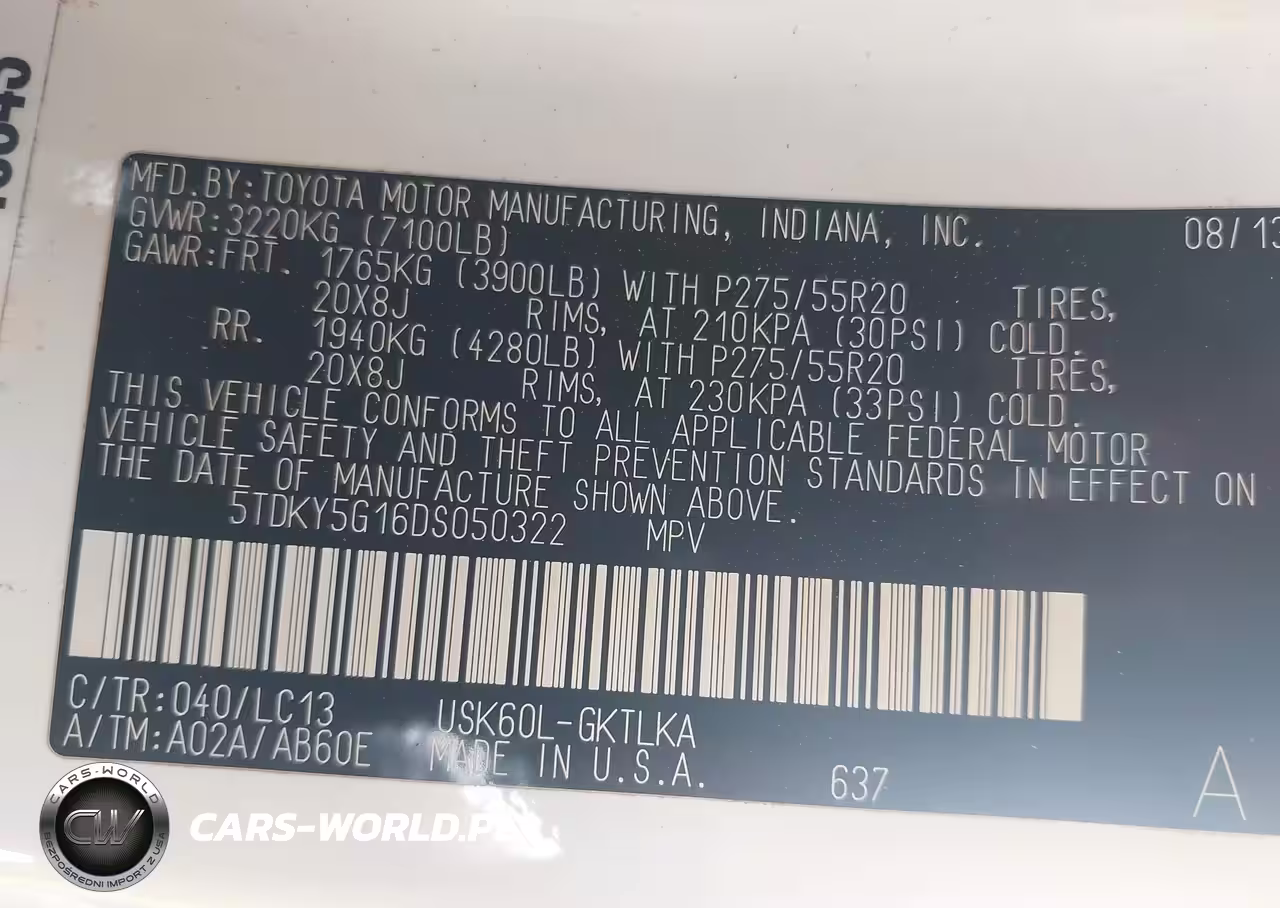 MFD.BY:TOYOTA MOTOR MANUFACTURING, INDIANA, INC. 08/13
GVWR:3220KG (7100LB)
GAWR:FRT. 1765KG (3900LB) WITH P275/55R20 TIRES,
20X8J RIMS, AT 210KPA (30PSI) COLD.
RR. 1940KG (4280LB) WITH P275/55R20 TIRES,
20X8J RIMS, AT 230KPA (33PSI) COLD.
THIS VEHICLE CONFORMS TO ALL APPLICABLE FEDERAL MOTOR
VEHICLE SAFETY AND THEFT PREVENTION STANDARDS IN EFFECT ON
THE DATE OF MANUFACTURE SHOWN ABOVE.
5TDKY5G16DS050322 MPV
C/TR:040/LC13 USK60L-GKTLKA
A/TM:A02A/AB60E MADE IN U.S.A. 637 A
CARS-WORLD
CW
BEZPOŚREDNI IMPORT Z USA
CARS-WORLD.PL